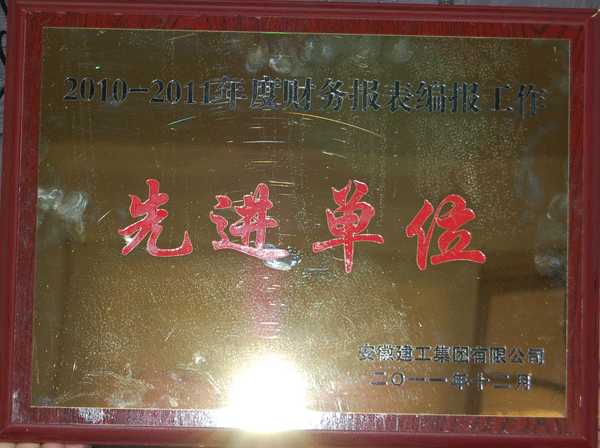 2010-2011年度财务报表编报工作
先进单位
安徽建工集团有限公司
二〇一一年十二月